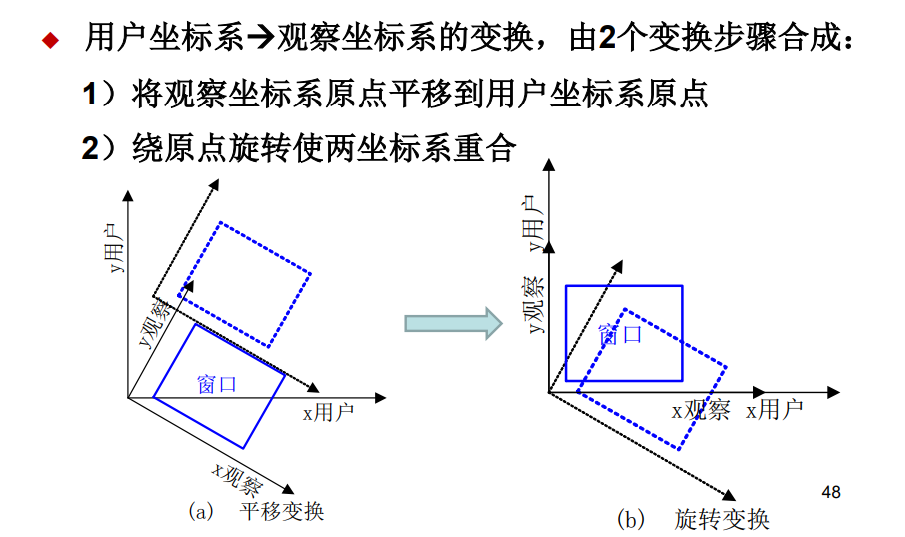 ◆ 用户坐标系→观察坐标系的变换，由2个变换步骤合成：
1）将观察坐标系原点平移到用户坐标系原点
2）绕原点旋转使两坐标系重合
y用户
y观察
窗口
x用户
x观察
(a) 平移变换
y用户
y观察
窗口
x观察 x用户
(b) 旋转变换
48